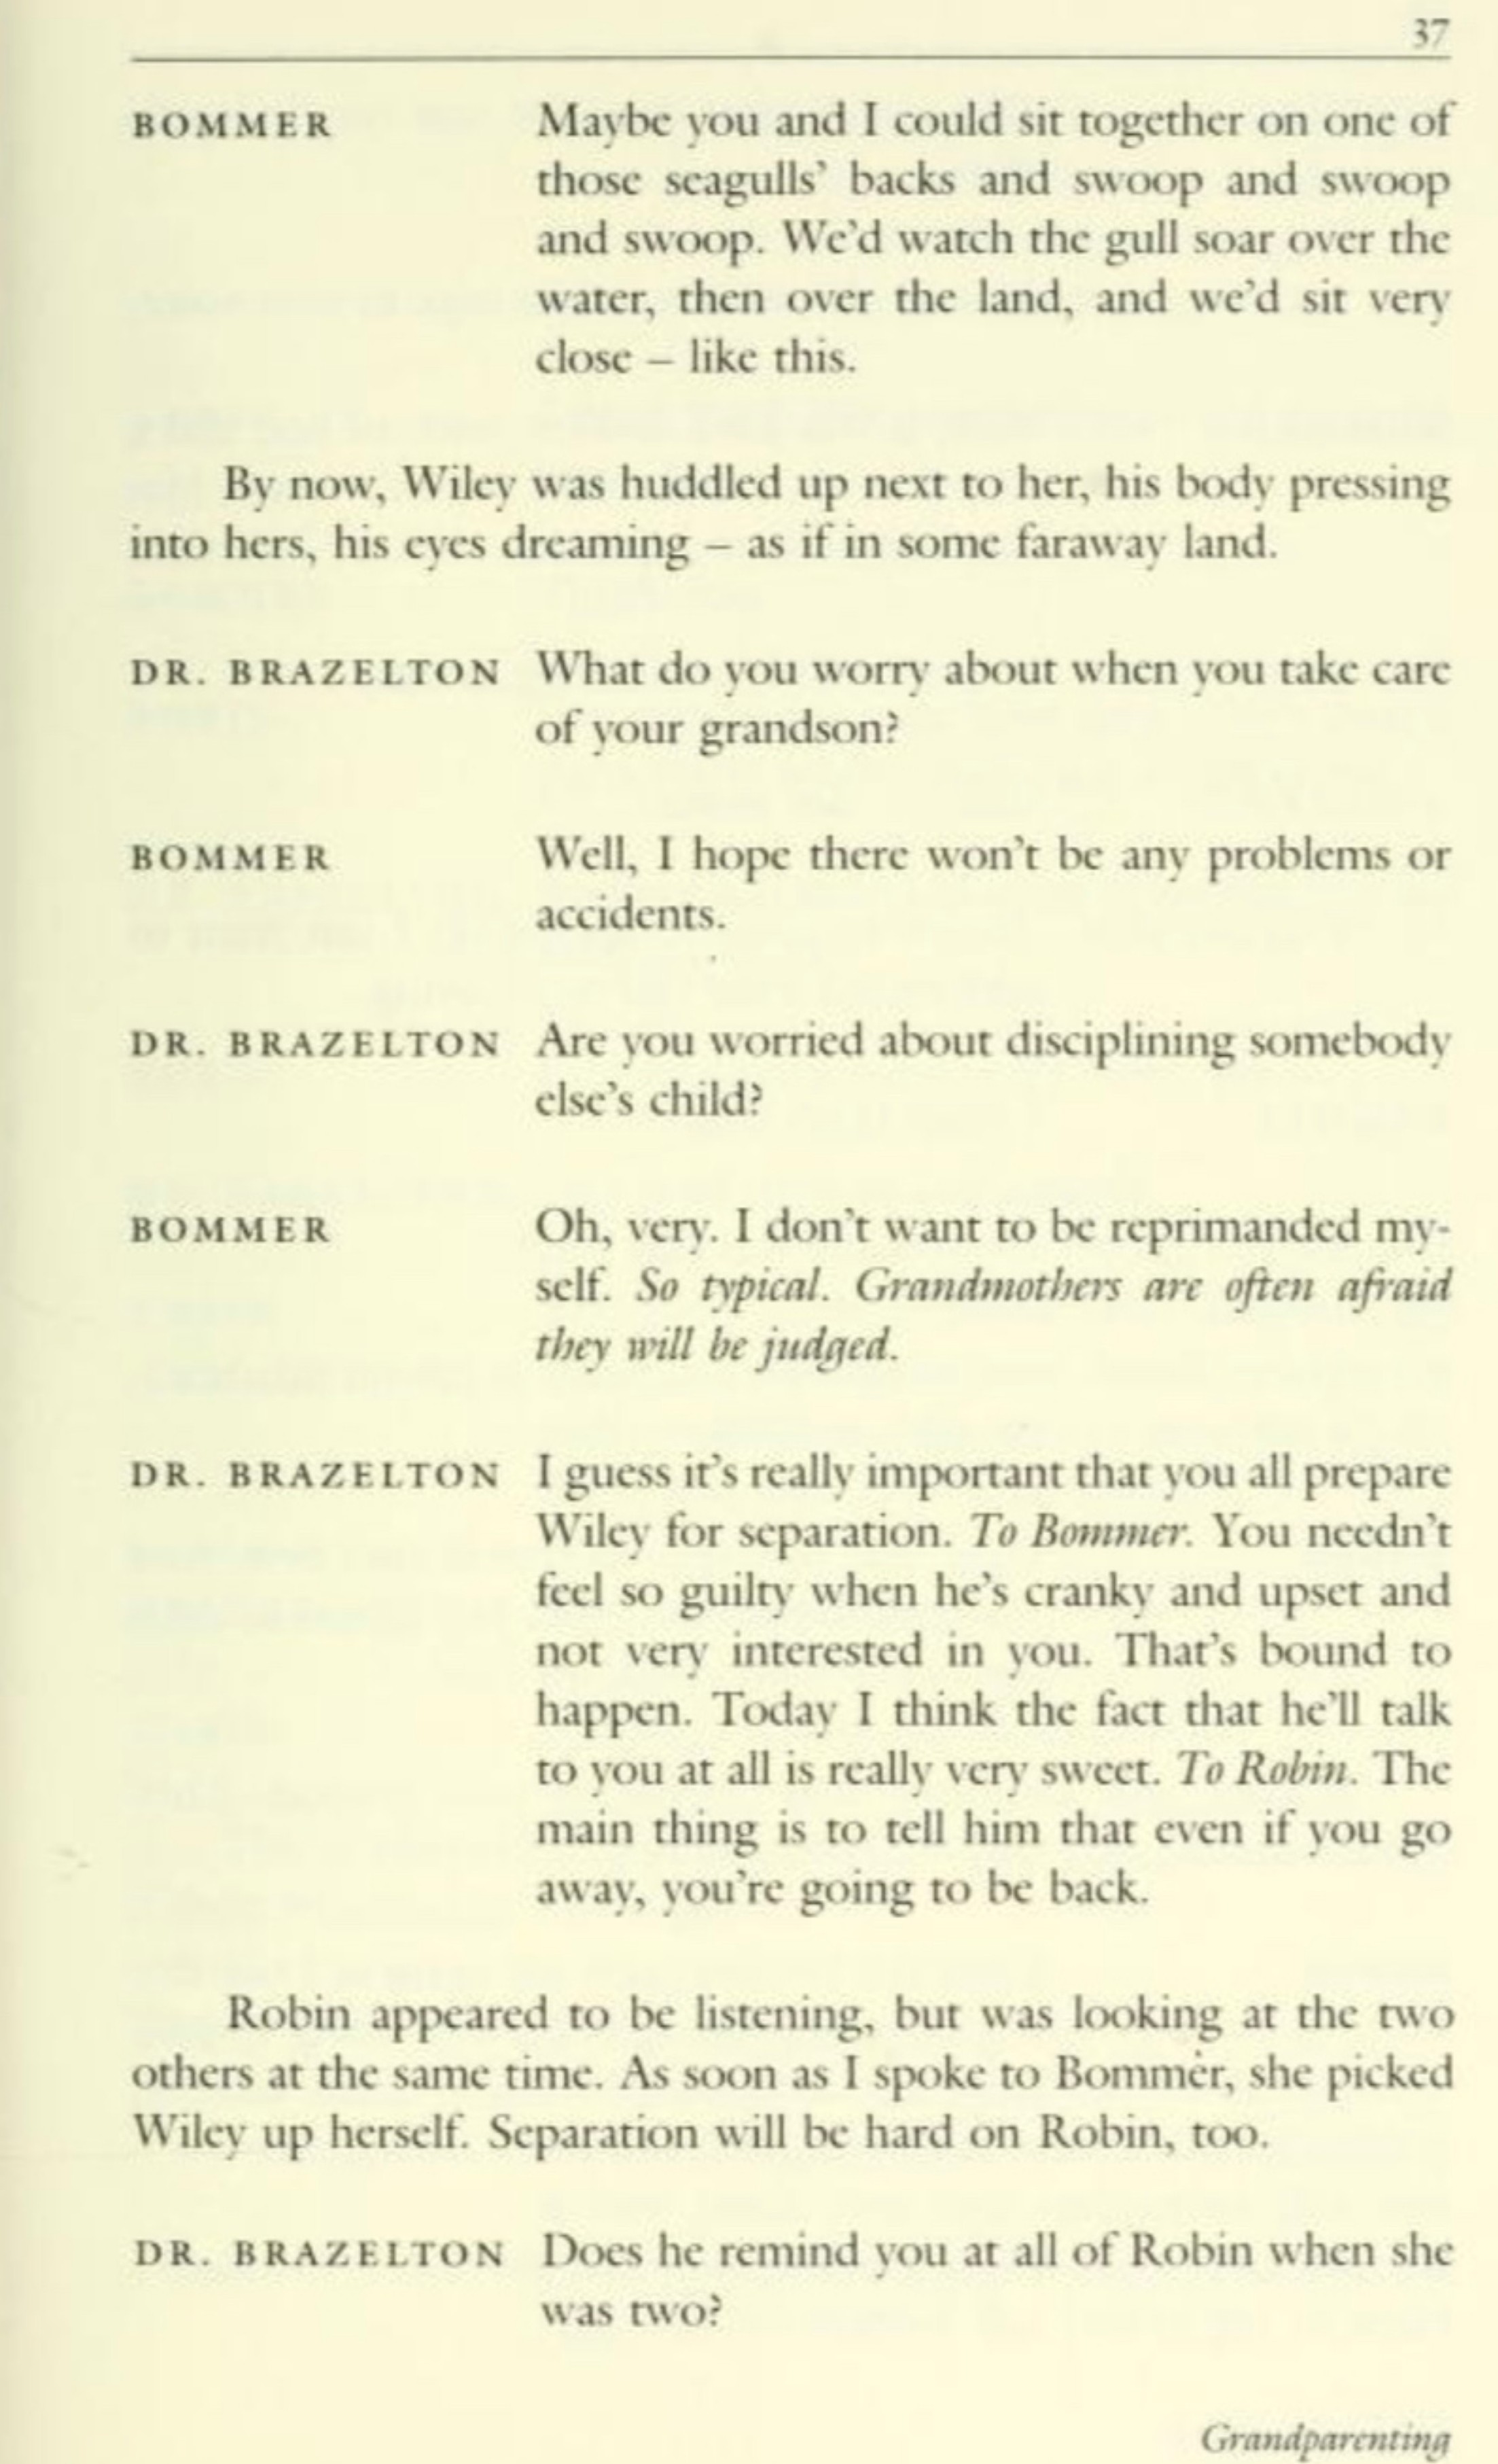 37
BOMMER Maybe you and I could sit together on one of
those seagulls' backs and swoop and swoop
and swoop. We'd watch the gull soar over the
water, then over the land, and we'd sit very
close – like this.
By now, Wiley was huddled up next to her, his body pressing
into hers, his eyes dreaming – as if in some faraway land.
DR. BRAZELTON What do you worry about when you take care
of your grandson?
BOMMER Well, I hope there won't be any problems or
accidents.
DR. BRAZELTON Are you worried about disciplining somebody
else's child?
BOMMER Oh, very. I don't want to be reprimanded my-
self. So typical. Grandmothers are often afraid
they will be judged.
DR. BRAZELTON I guess it's really important that you all prepare
Wiley for separation. To Bommer. You needn't
feel so guilty when he's cranky and upset and
not very interested in you. That's bound to
happen. Today I think the fact that he'll talk
to you at all is really very sweet. To Robin. The
main thing is to tell him that even if you go
away, you're going to be back.
Robin appeared to be listening, but was looking at the two
others at the same time. As soon as I spoke to Bommer, she picked
Wiley up herself. Separation will be hard on Robin, too.
DR. BRAZELTON Does he remind you at all of Robin when she
was two?
Grandparenting